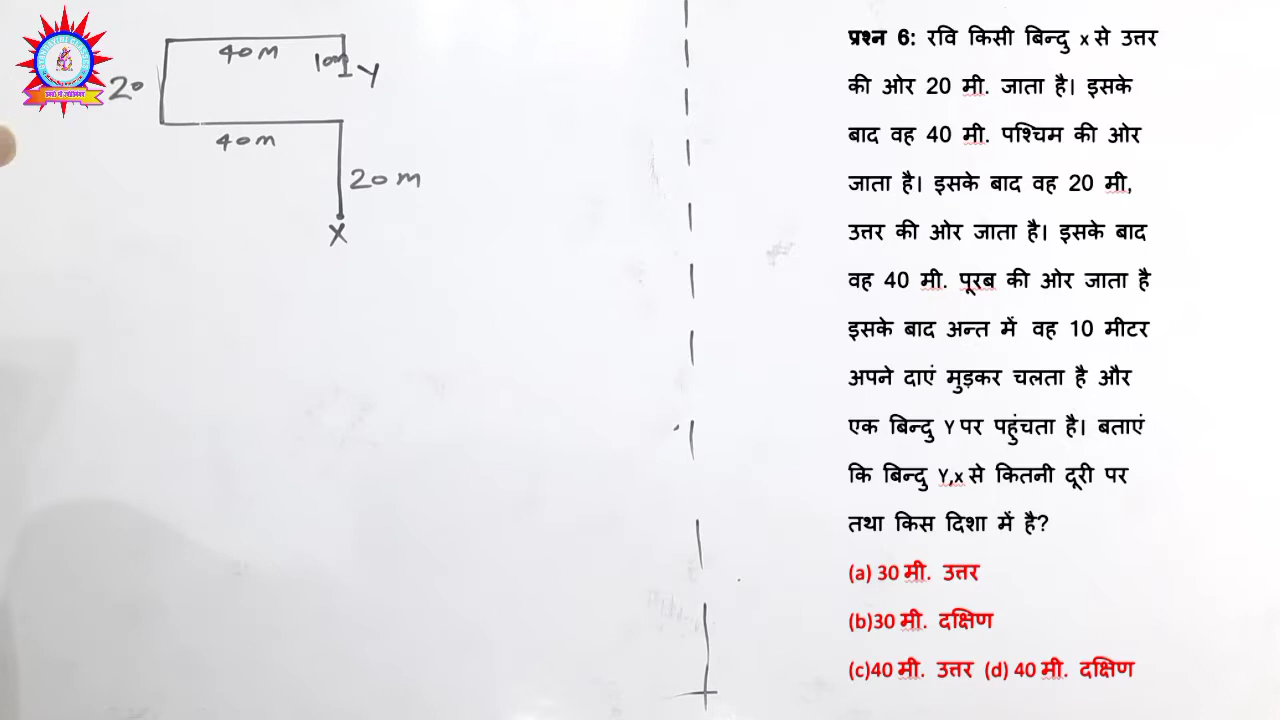 40m
10m
Y
20
40m
20m
X
प्रश्न 6: रवि किसी बिन्दु x से उत्तर
की ओर 20 मी. जाता है। इसके
बाद वह 40 मी. पश्चिम की ओर
जाता है। इसके बाद वह 20 मी,
उत्तर की ओर जाता है। इसके बाद
वह 40 मी. पूरब की ओर जाता है
इसके बाद अन्त में वह 10 मीटर
अपने दाएं मुड़कर चलता है और
एक बिन्दु Y पर पहुंचता है। बताएं
कि बिन्दु Y,x से कितनी दूरी पर
तथा किस दिशा में है?
(a) 30 मी. उत्तर
(b)30 मी. दक्षिण
(c)40 मी. उत्तर (d) 40 मी. दक्षिण